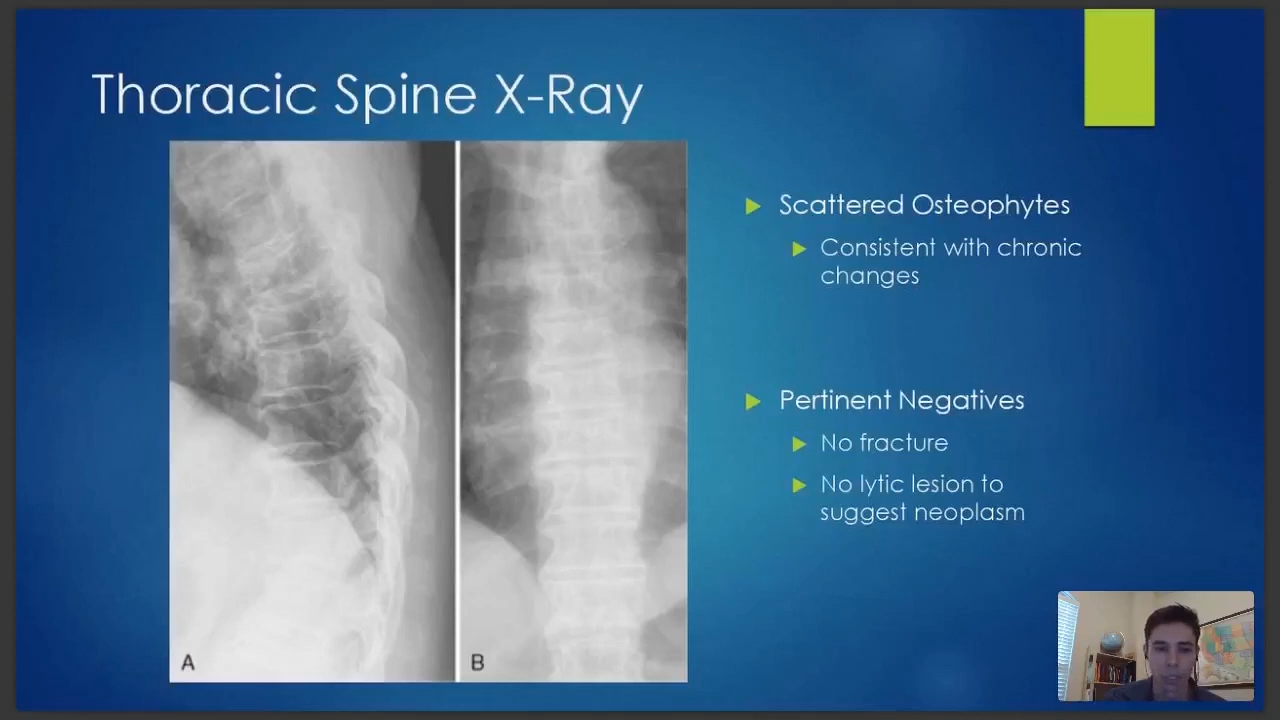 Thoracic Spine X-Ray
Scattered Osteophytes
Consistent with chronic
changes
Pertinent Negatives
No fracture
No lytic lesion to
suggest neoplasm
A
B